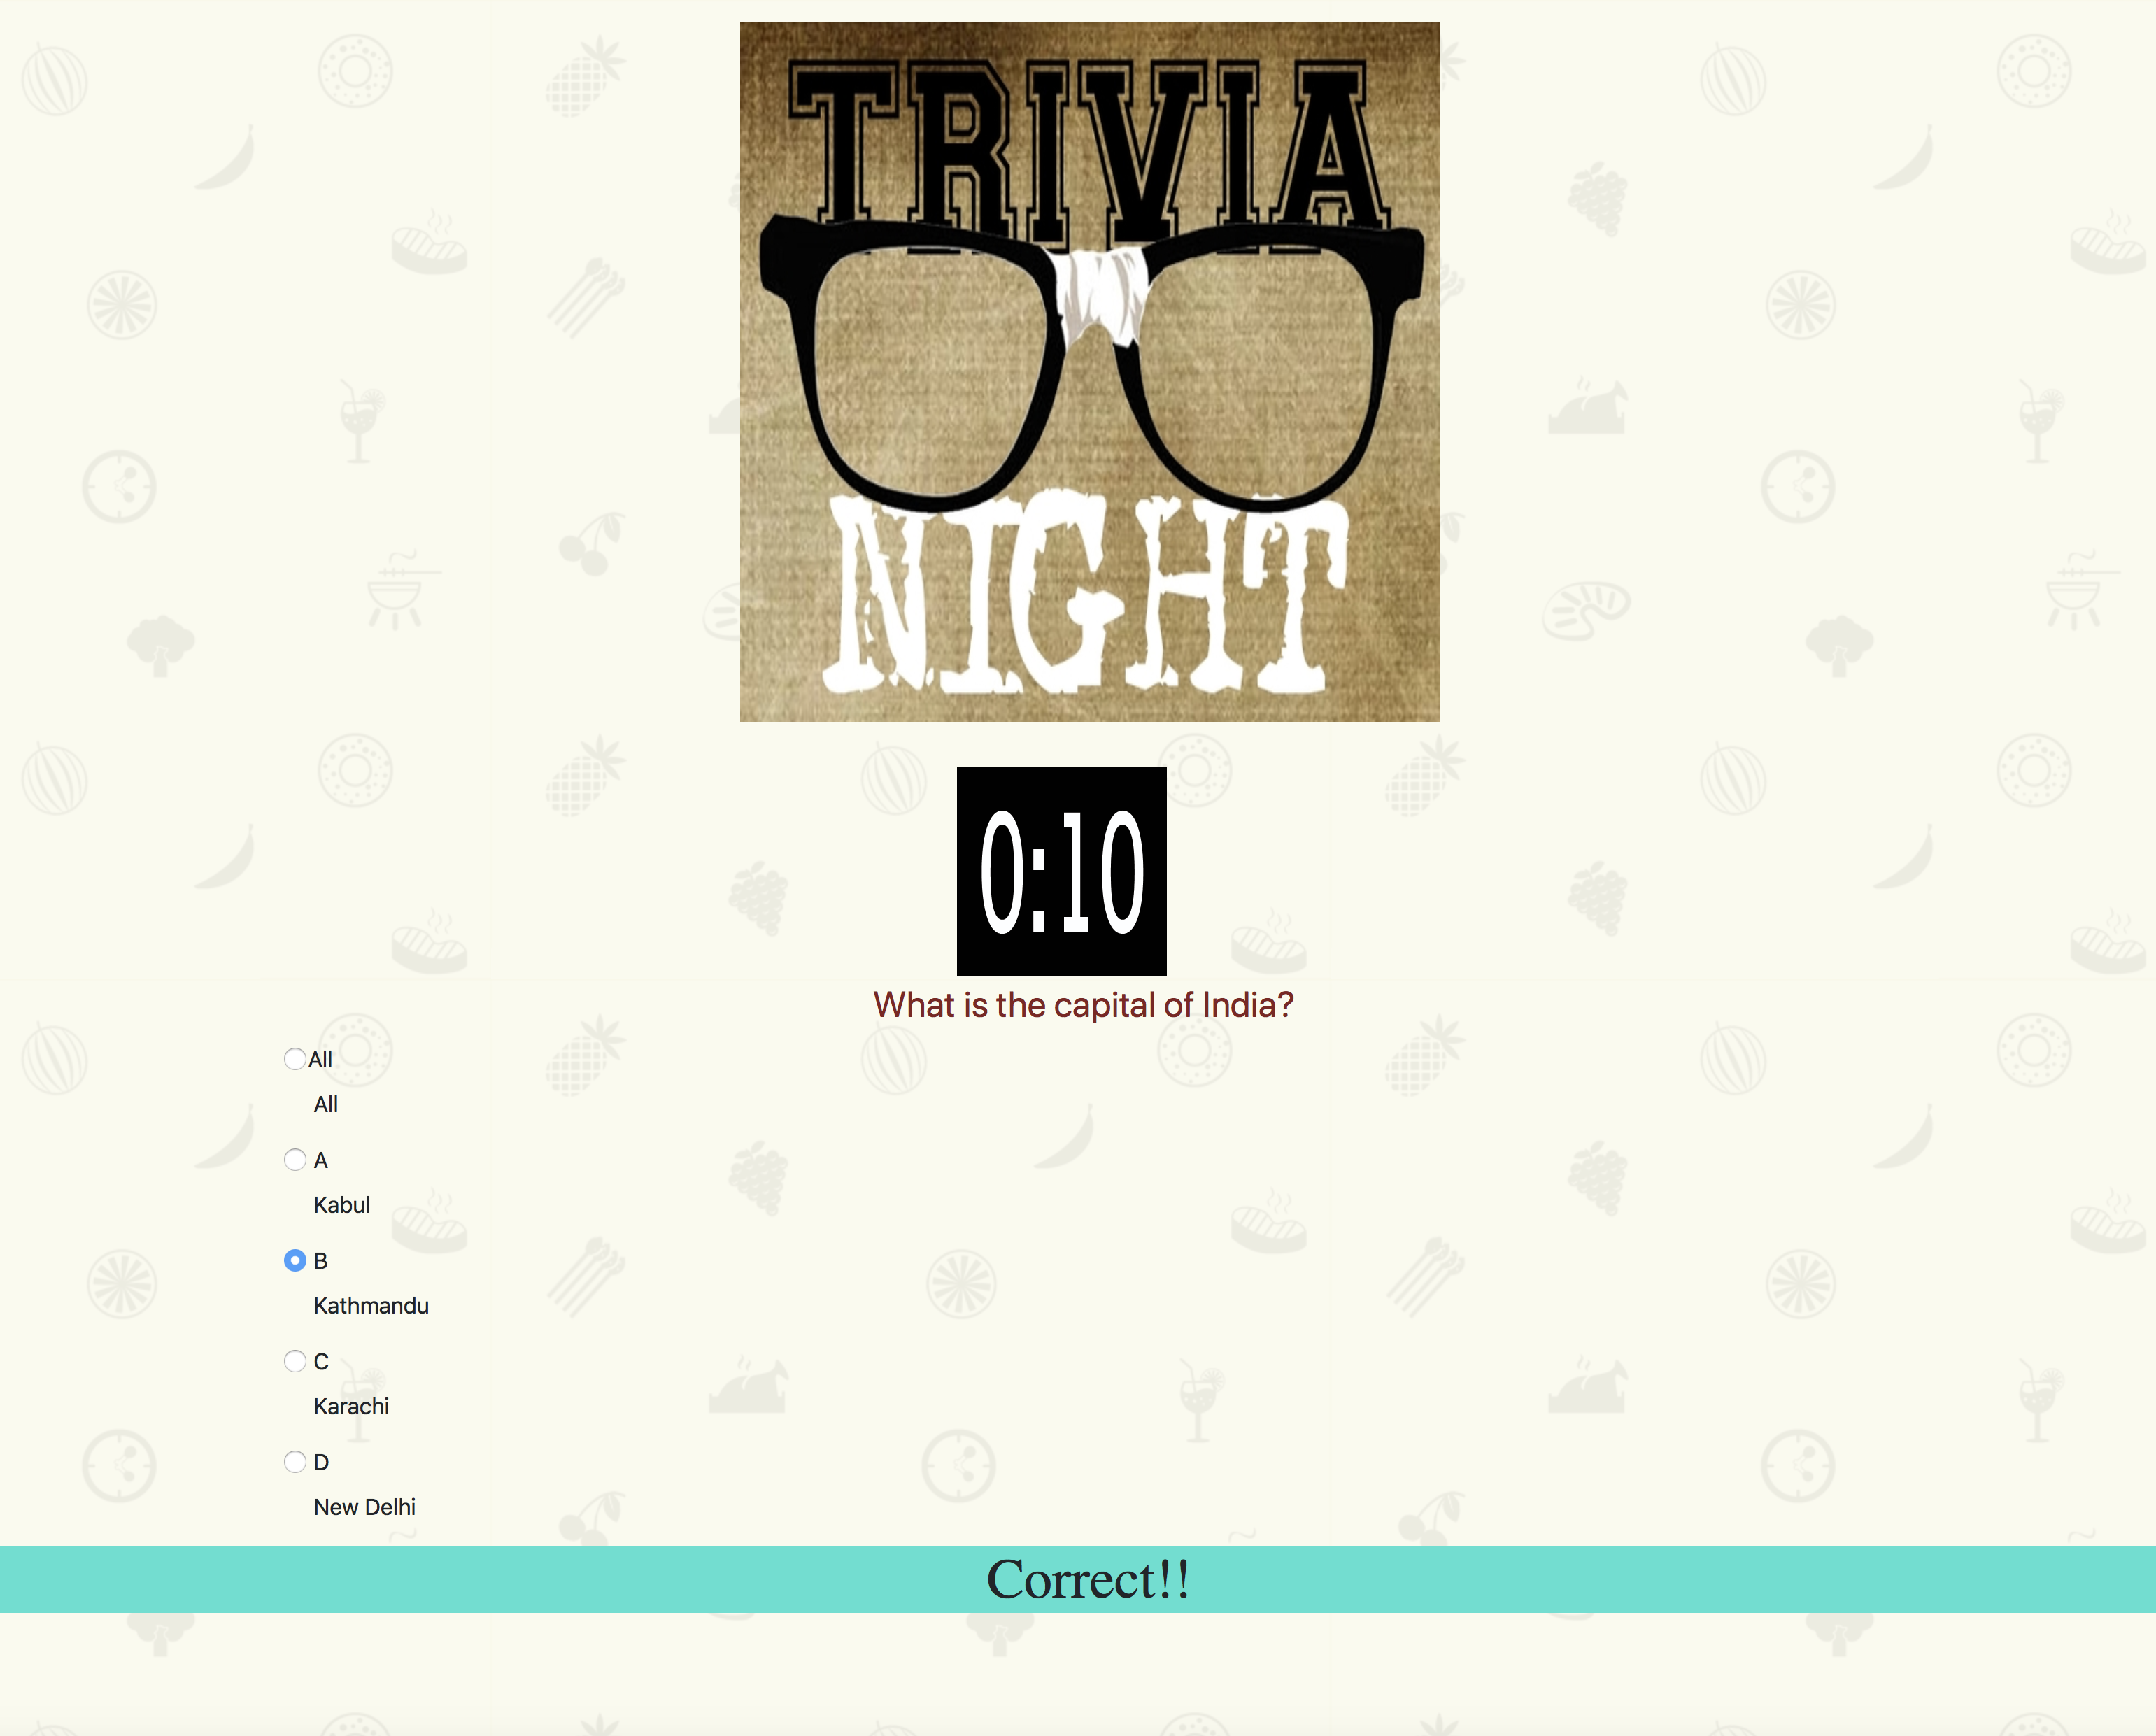 TRIVIA
NIGHT
0:10
What is the capital of India?
All
All
A
Kabul
B
Kathmandu
C
Karachi
D
New Delhi
Correct!!